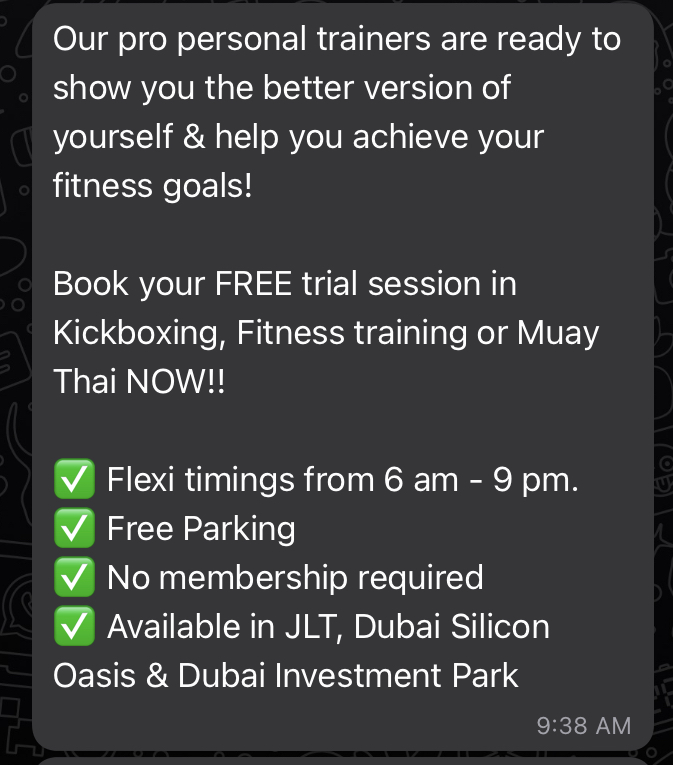 Our pro personal trainers are ready to
show you the better version of
yourself & help you achieve your
fitness goals!
Book your FREE trial session in
Kickboxing, Fitness training or Muay
Thai NOW!!
✅ Flexi timings from 6 am - 9 pm.
✅ Free Parking
✅ No membership required
✅ Available in JLT, Dubai Silicon
Oasis & Dubai Investment Park
9:38 AM